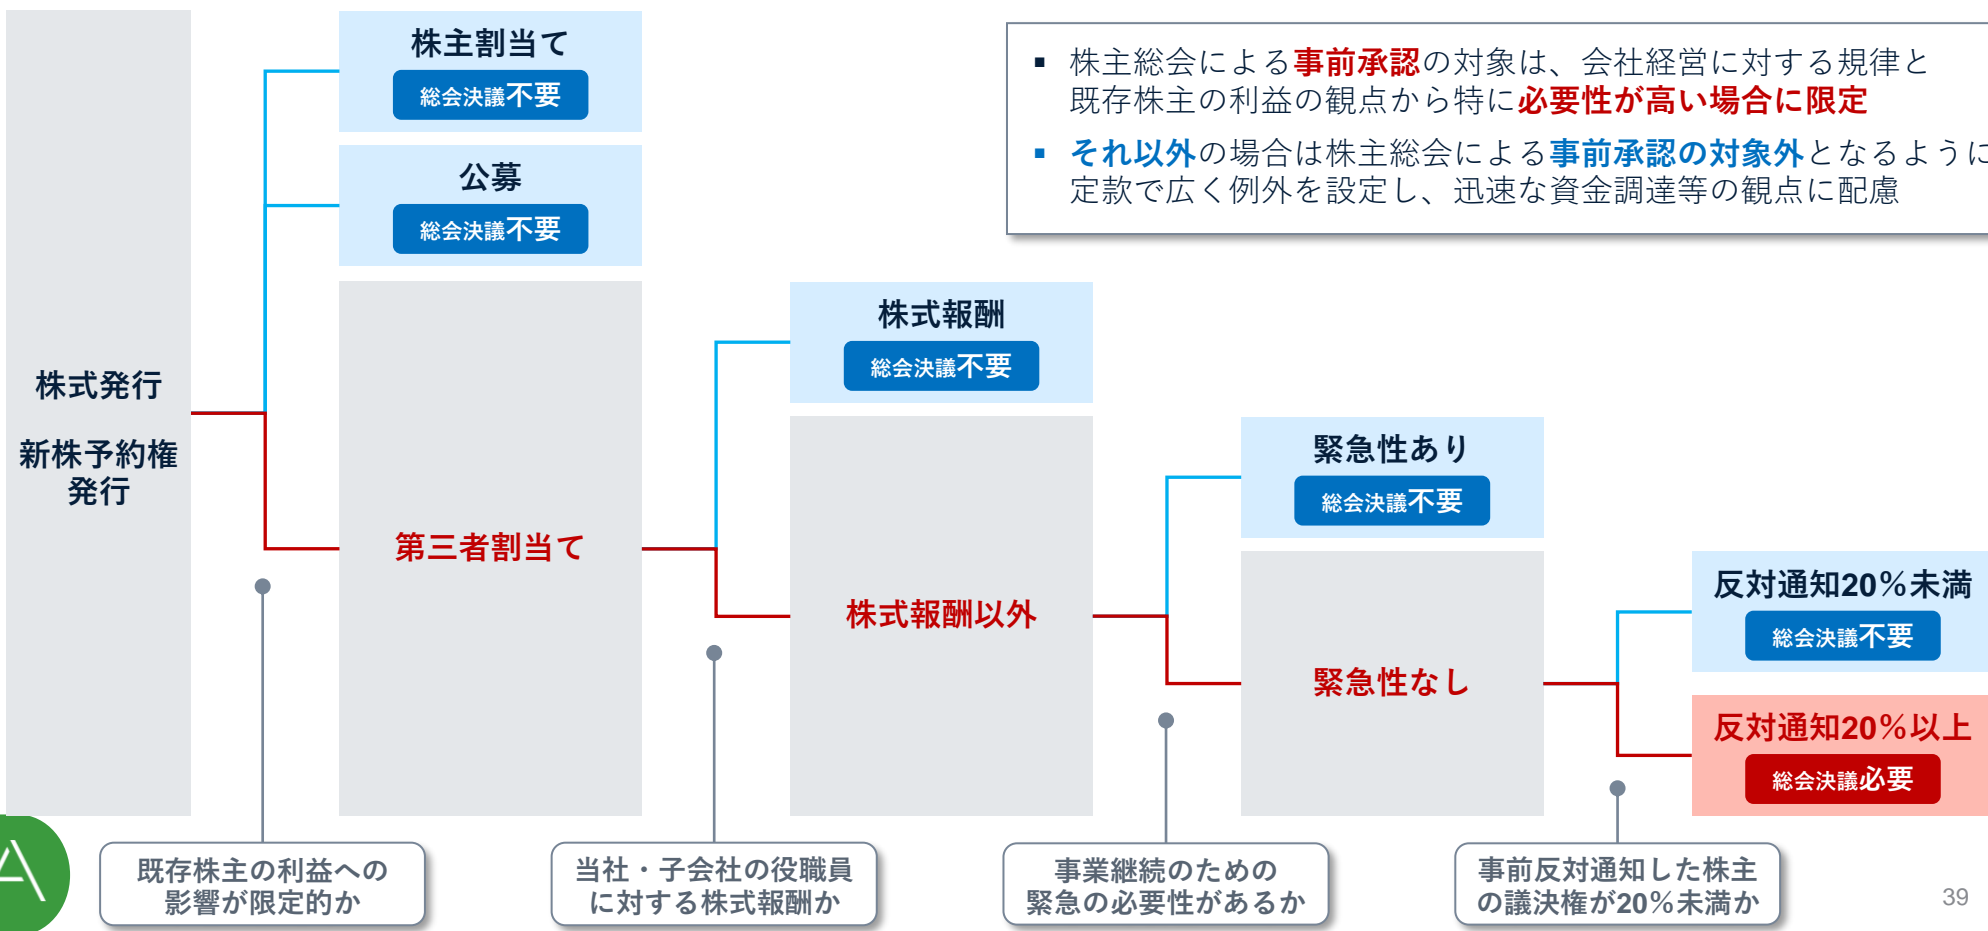 株主割当て
総会決議不要
公募
総会決議不要
▪ 株主総会による事前承認の対象は、会社経営に対する規律と
既存株主の利益の観点から特に必要性が高い場合に限定
▪ それ以外の場合は株主総会による事前承認の対象外となるように
定款で広く例外を設定し、迅速な資金調達等の観点に配慮
株式発行
新株予約権
発行
第三者割当て
株式報酬
総会決議不要
株式報酬以外
緊急性あり
総会決議不要
緊急性なし
反対通知20%未満
総会決議不要
反対通知20%以上
総会決議必要
既存株主の利益への
影響が限定的か
当社・子会社の役職員
に対する株式報酬か
事業継続のための
緊急の必要性があるか
事前反対通知した株主
の議決権が20%未満か
39